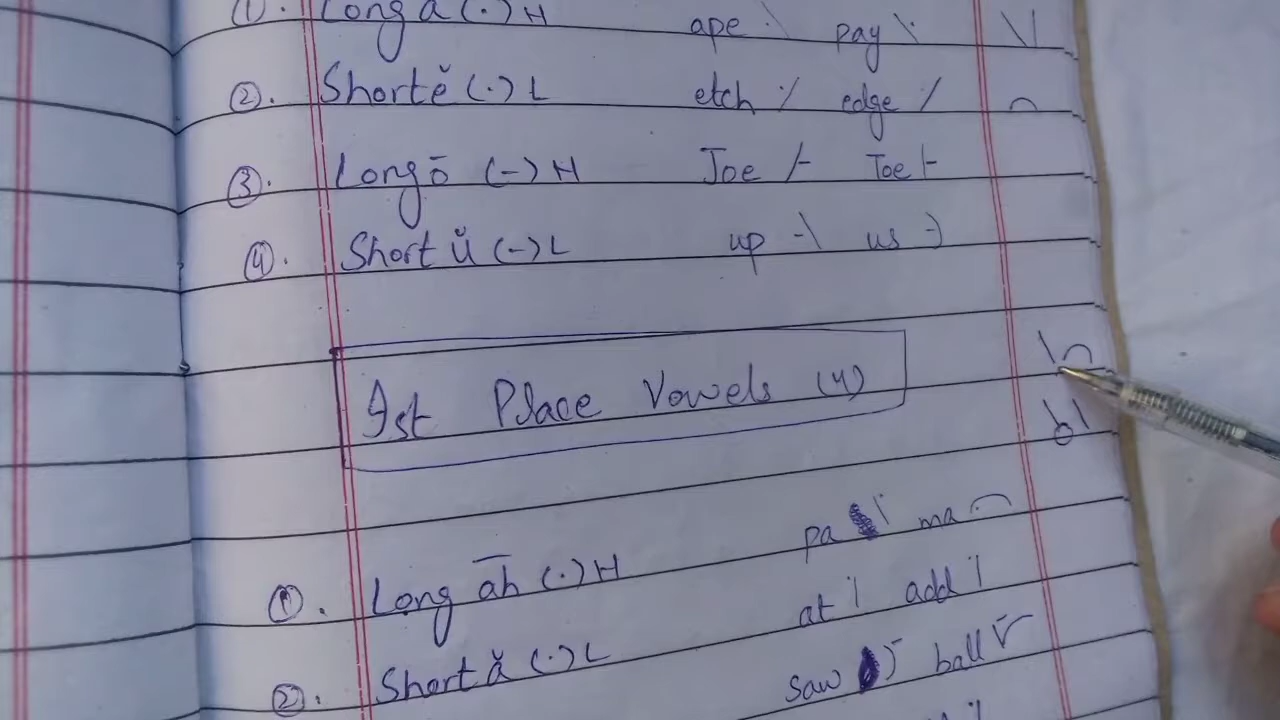 (1). Long ā (.) H ape pay
(2). Short ĕ (.) L etch edge
(3). Long ō (-) H Joe Toe
(4). Short ŭ (-) L up us
Ist Place Vowels (4)
(1). Long āh (.) H pa ma
(2). Short ă (.) L at add
saw ball